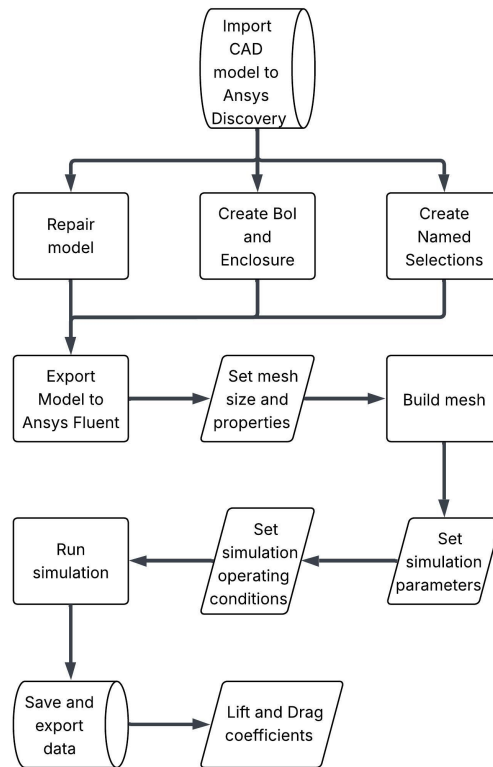 Import
CAD
model to
Ansys
Discovery
Repair
model
Create BoI
and
Enclosure
Create
Named
Selections
Export
Model to
Ansys Fluent
Set mesh
size and
properties
Build mesh
Set
simulation
parameters
Set
simulation
operating
conditions
Run
simulation
Save and
export
data
Lift and Drag
coefficients